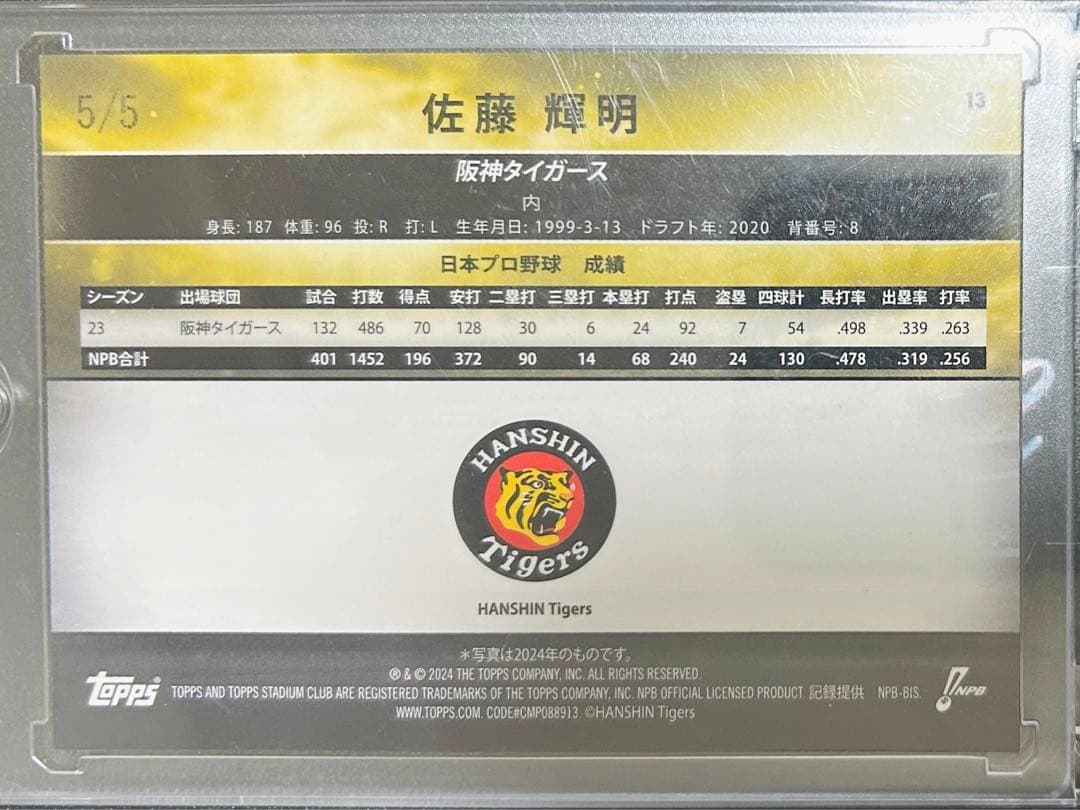 5/5 佐藤 輝明 13
阪神タイガース
内
身長: 187 体重: 96 投: R 打: L 生年月日: 1999-3-13 ドラフト年: 2020 背番号: 8
日本プロ野球 成績
シーズン 出場球団 試合 打数 得点 安打 二塁打 三塁打 本塁打 打点 盗塁 四球計 長打率 出塁率 打率
23 阪神タイガース 132 486 70 128 30 6 24 92 7 54 .498 .339 .263
NPB合計 401 1452 196 372 90 14 68 240 24 130 .478 .319 .256
HANSHIN
Tigers
HANSHIN Tigers
*写真は2024年のものです。
® & © 2024 THE TOPPS COMPANY, INC. ALL RIGHTS RESERVED.
topps TOPPS AND TOPPS STADIUM CLUB ARE REGISTERED TRADEMARKS OF THE TOPPS COMPANY, INC. NPB OFFICIAL LICENSED PRODUCT. 記録提供 NPB-BIS. NPB
WWW.TOPPS.COM. CODE#CMP088913. ©HANSHIN Tigers